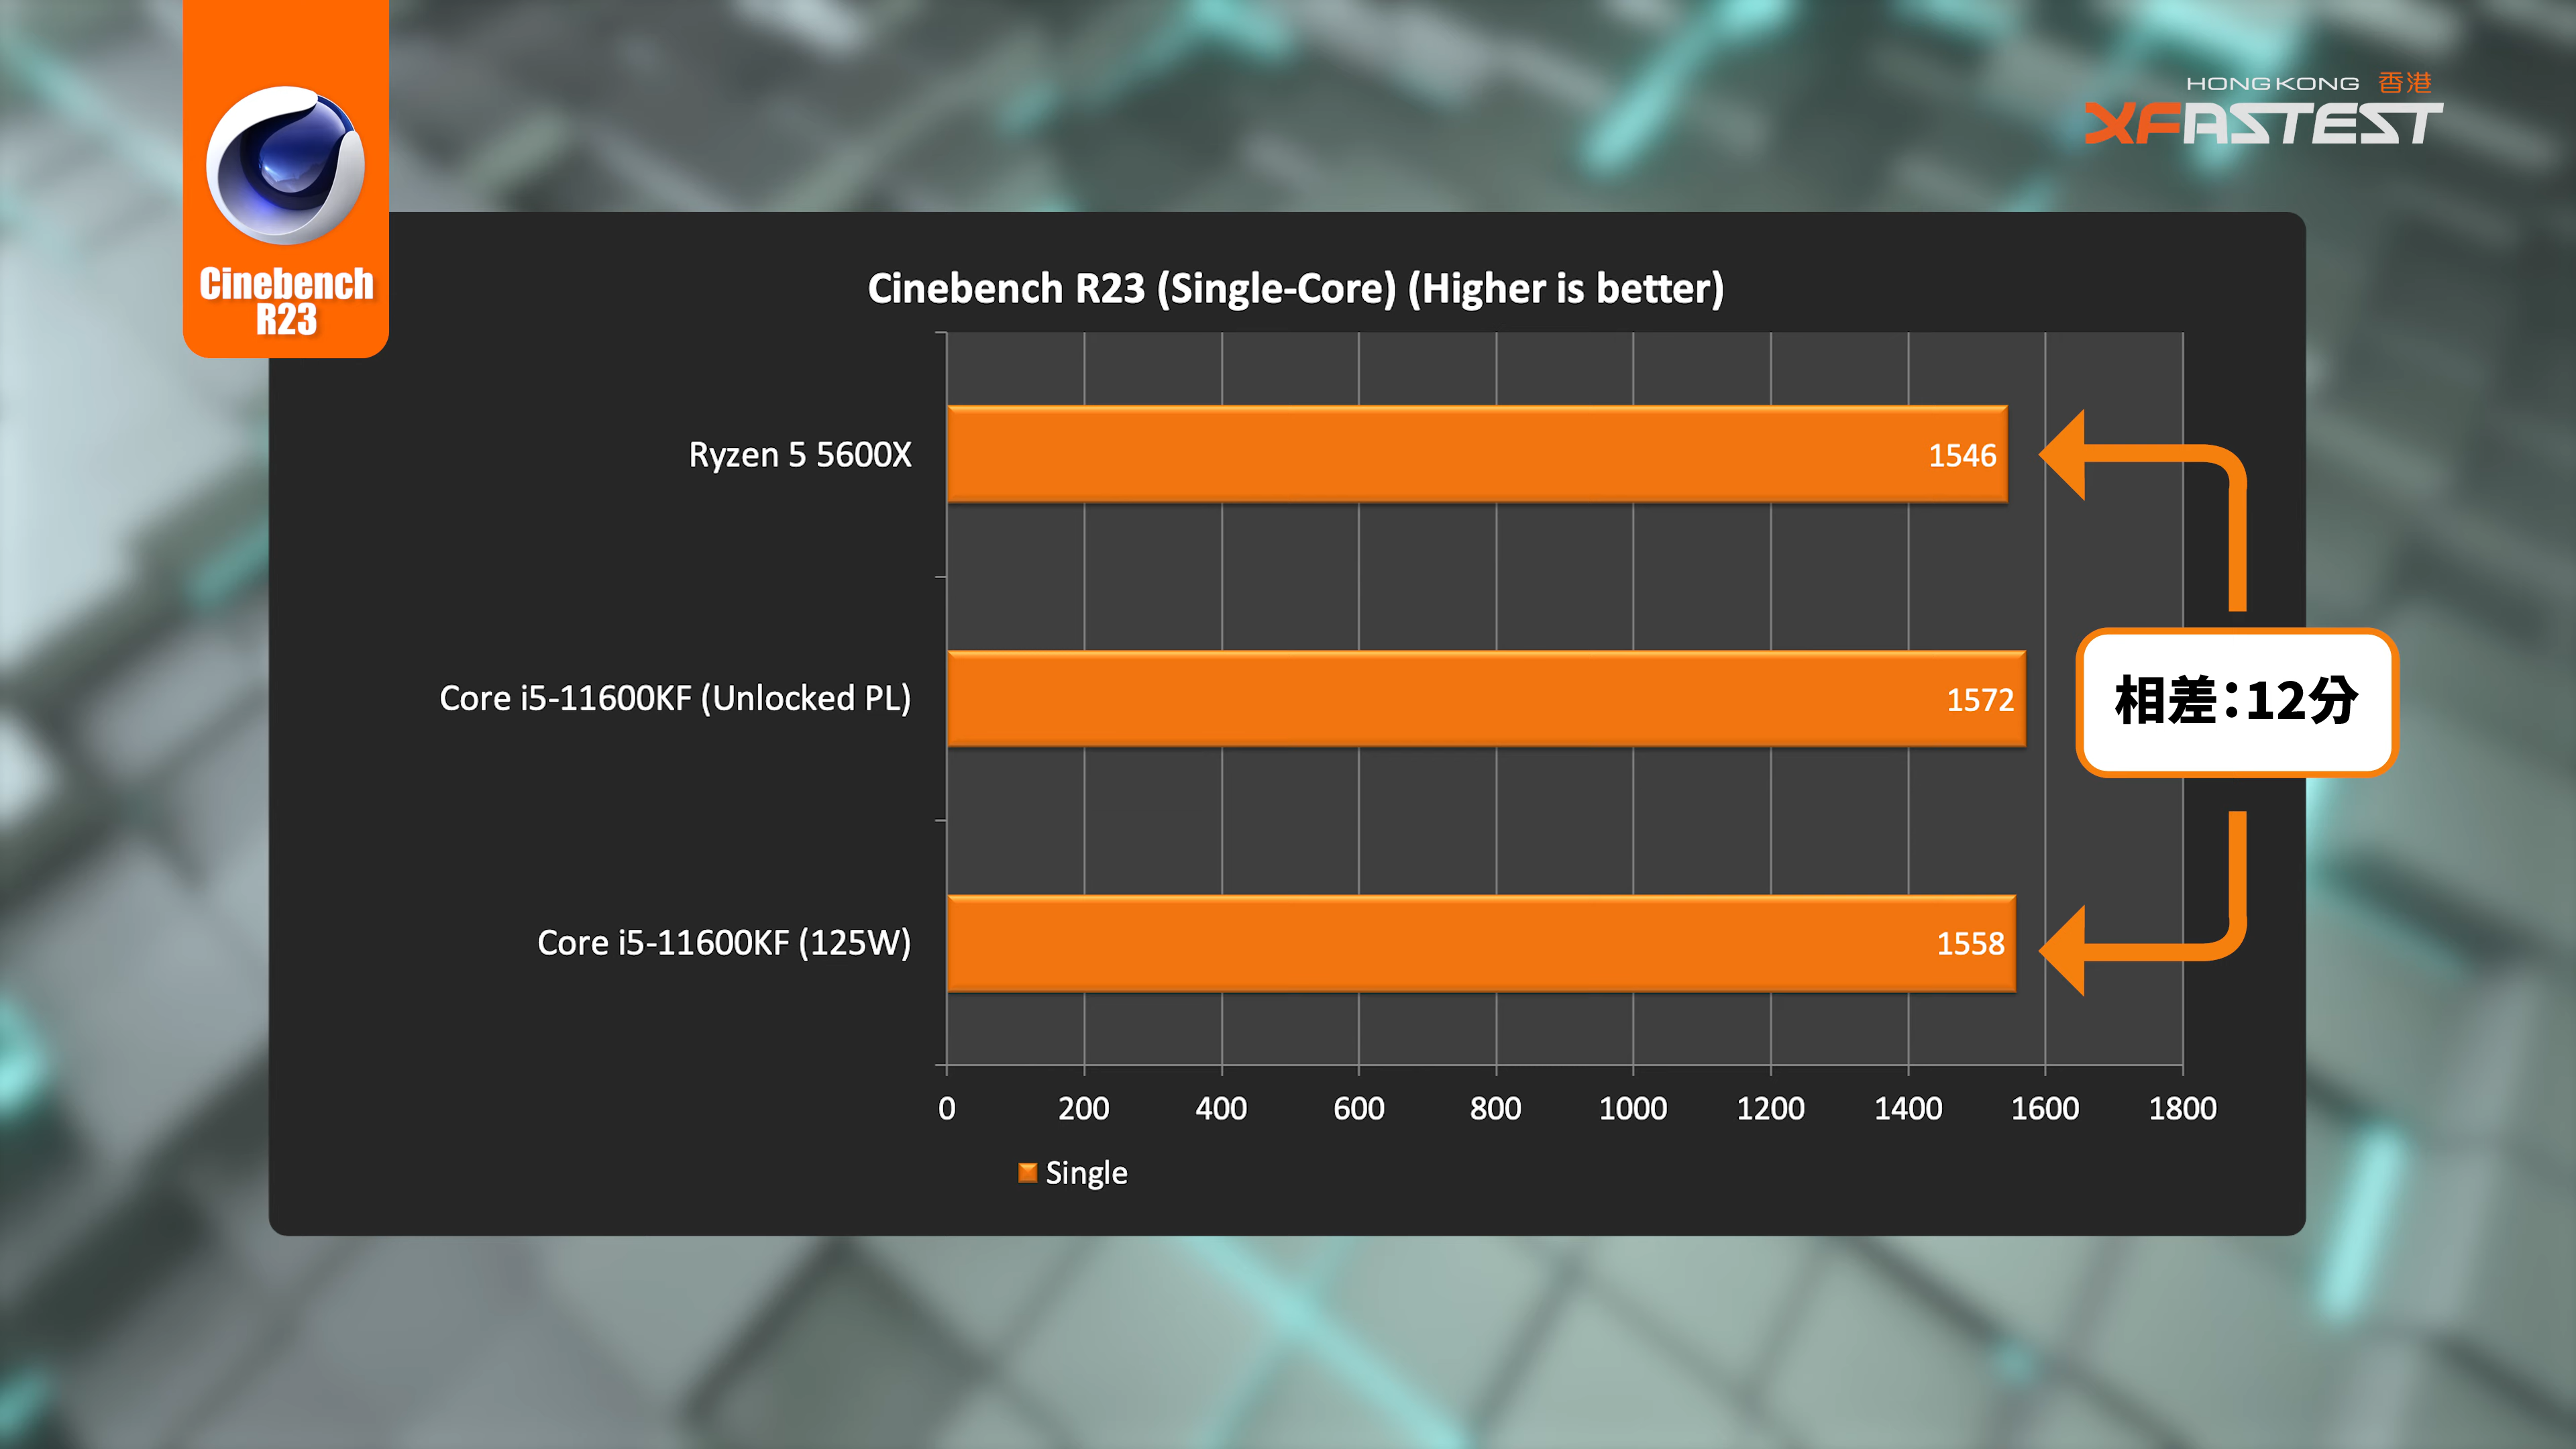 HONG KONG 香港
XFASTEST
Cinebench
R23
Cinebench R23 (Single-Core) (Higher is better)
Ryzen 5 5600X
1546
Core i5-11600KF (Unlocked PL)
1572
相差：12分
Core i5-11600KF (125W)
1558
0 200 400 600 800 1000 1200 1400 1600 1800
Single